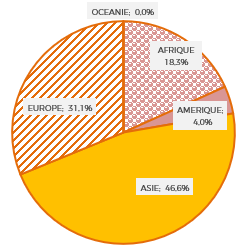 OCEANIE; 0,0%
AFRIQUE
18,3%
EUROPE; 31,1%
AMERIQUE;
4,0%
ASIE; 46,6%